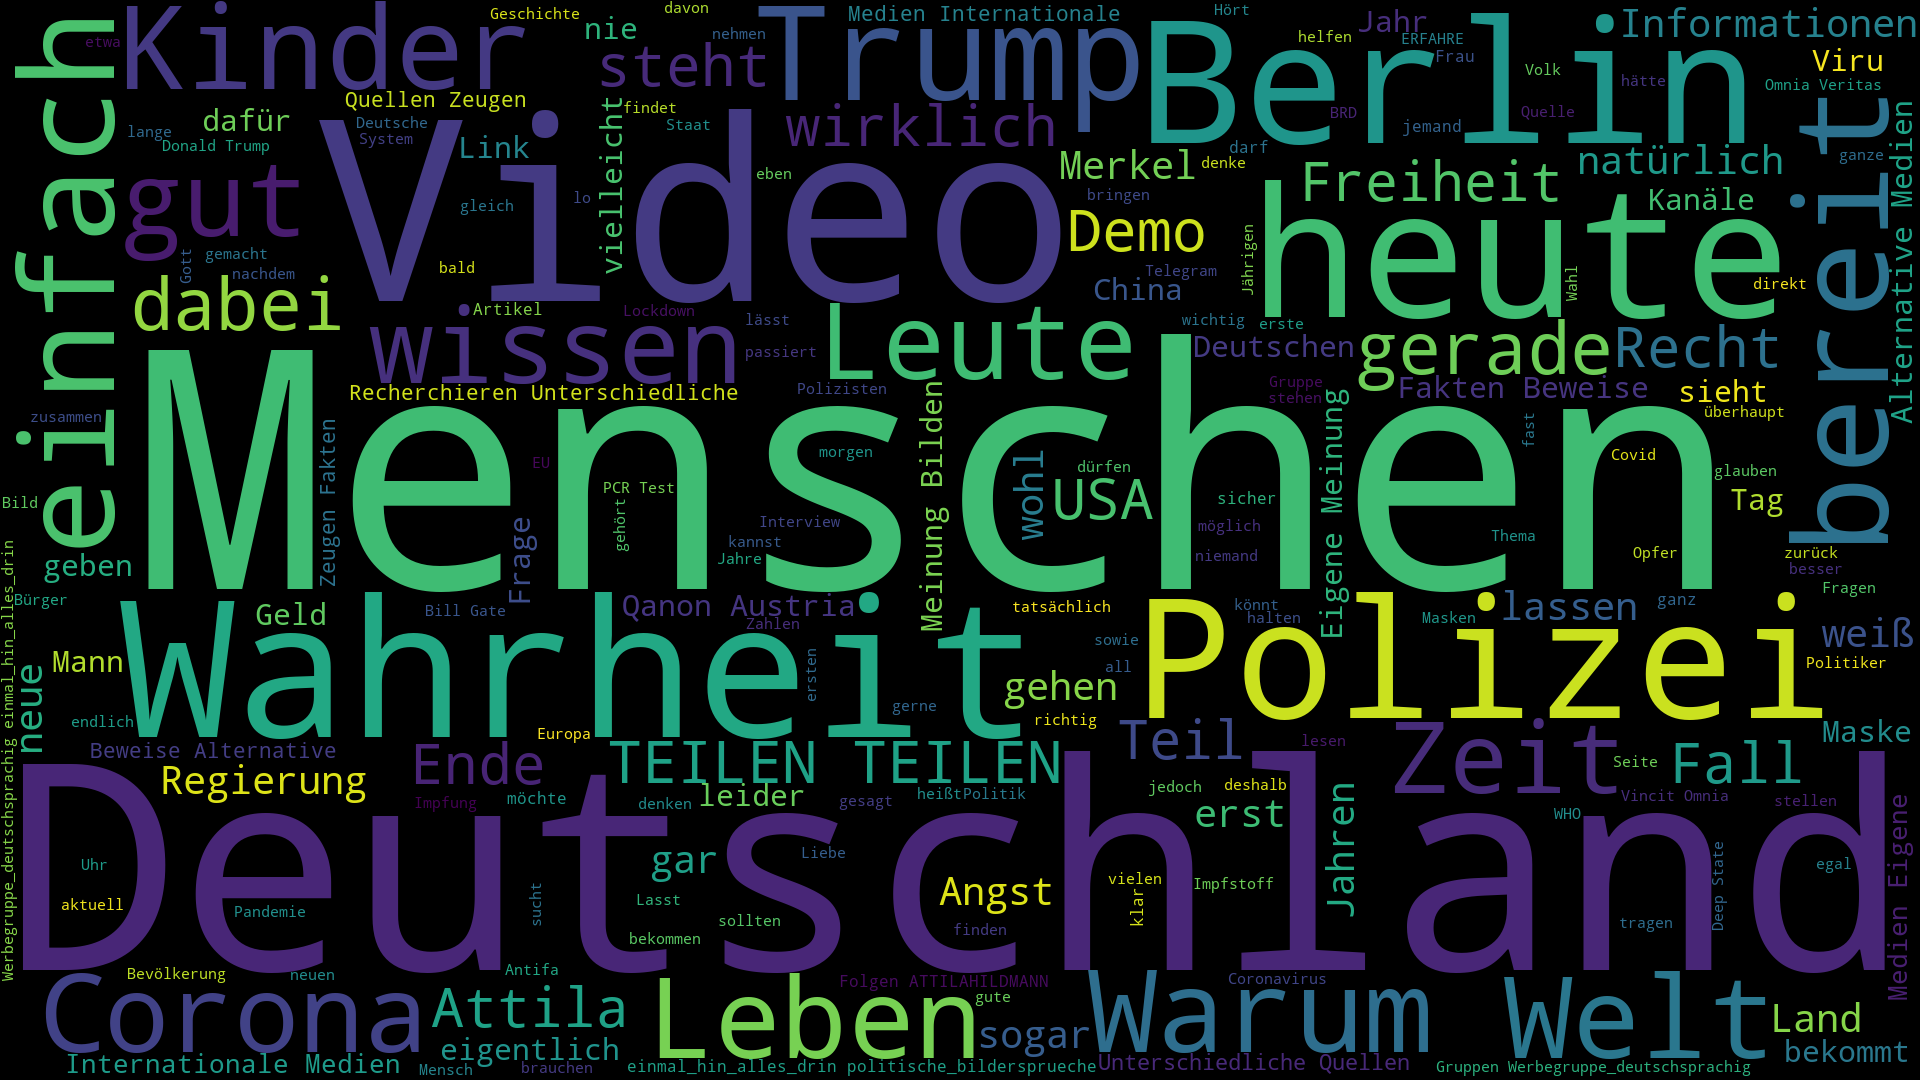 Geschichte
davon
Medien Internationale
Hört
Jahr
Informationen
etwa
Kinder
nie
nehmen
Trump
Berlin
helfen
ERFAHRE
Frau
Viru
steht
Volk
hätte
Omnia Veritas
einfach
Quellen Zeugen
findet
wirklich
BRD
Quelle
bereit
dafür
Deutsche
Staat
jemand
lange
System
Link
Video
darf
ganze
Donald Trump
vielleicht
Merkel
denke
natürlich
Alternative Medien
gut
eben
bringen
Freiheit
Kanäle
gleich
lo
Demo
heute
gemacht
Gott
nachdem
bald
Telegram
Jährigen
Wahl
direkt
dabei
China
Artikel
Lockdown
lässt
Leute
wichtig
erste
wissen
passiert
Deutschen
gerade
Recht
Recherchieren Unterschiedliche
Polizisten
Gruppe
stehen
Fakten Beweise
sieht
zusammen
überhaupt
Menschen
Zeugen Fakten
Meinung Bilden
Eigene Meinung
fast
morgen
wohl
Covid
EU
dürfen
glauben
PCR Test
USA
sicher
Tag
Bild
gehört
Interview
möglich
kannst
Thema
Frage
Jahre
niemand
Opfer
zurück
geben
besser
Werbegruppe_deutschsprachig einmal_hin_alles_drin
Bürger
Geld
Bill Gate
Qanon Austria
tatsächlich
könnt
lassen
ganz
Fragen
Zahlen
halten
Masken
Wahrheit
Polizei
weiß
neue
Mann
ersten
sowie
Politiker
all
gehen
endlich
gerne
richtig
Europa
Beweise Alternative
Ende
TEILEN TEILEN
Teil
lesen
Zeit
Maske
Regierung
Seite
Fall
Impfung
möchte
denken
leider
gesagt
heißt
Politik
jedoch
deshalb
Vincit Omnia
stellen
erst
WHO
Jahren
Medien Eigene
Deutschland
Uhr
gar
Liebe
egal
Deep State
Angst
vielen
Impfstoff
aktuell
Pandemie
sucht
Lasst
klar
sollten
tragen
bekommen
finden
Bevölkerung
neuen
Antifa
Folgen ATTILAHILDMANN
Coronavirus
Corona
Attila
Leben
gute
Warum
Welt
Land
eigentlich
sogar
bekommt
Internationale Medien
Mensch
brauchen
einmal_hin_alles_drin politische_bildersprueche
Unterschiedliche Quellen
Gruppen Werbegruppe_deutschsprachig